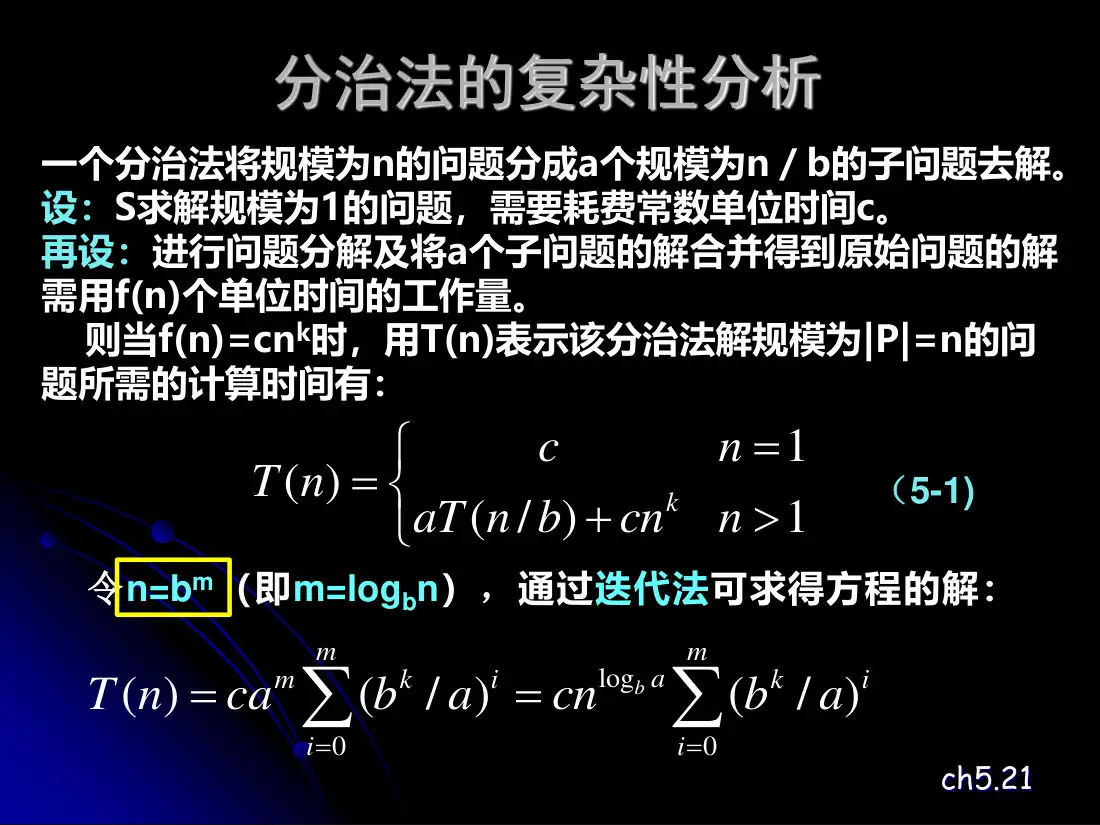 分治法的复杂性分析
一个分治法将规模为n的问题分成a个规模为n／b的子问题去解。
设：S求解规模为1的问题，需要耗费常数单位时间c。
再设：进行问题分解及将a个子问题的解合并得到原始问题的解
需用f(n)个单位时间的工作量。
则当f(n)=cnᵏ时，用T(n)表示该分治法解规模为|P|=n的问
题所需的计算时间有：
T(n) = { c n = 1
aT(n/b) + cnᵏ n > 1
（5-1)
令n=bᵐ（即m=log_b n），通过迭代法可求得方程的解：
T(n) = caᵐ ∑_{i=0}^{m} (bᵏ / a)ⁱ = cn^{log_b a} ∑_{i=0}^{m} (bᵏ / a)ⁱ
ch5.21